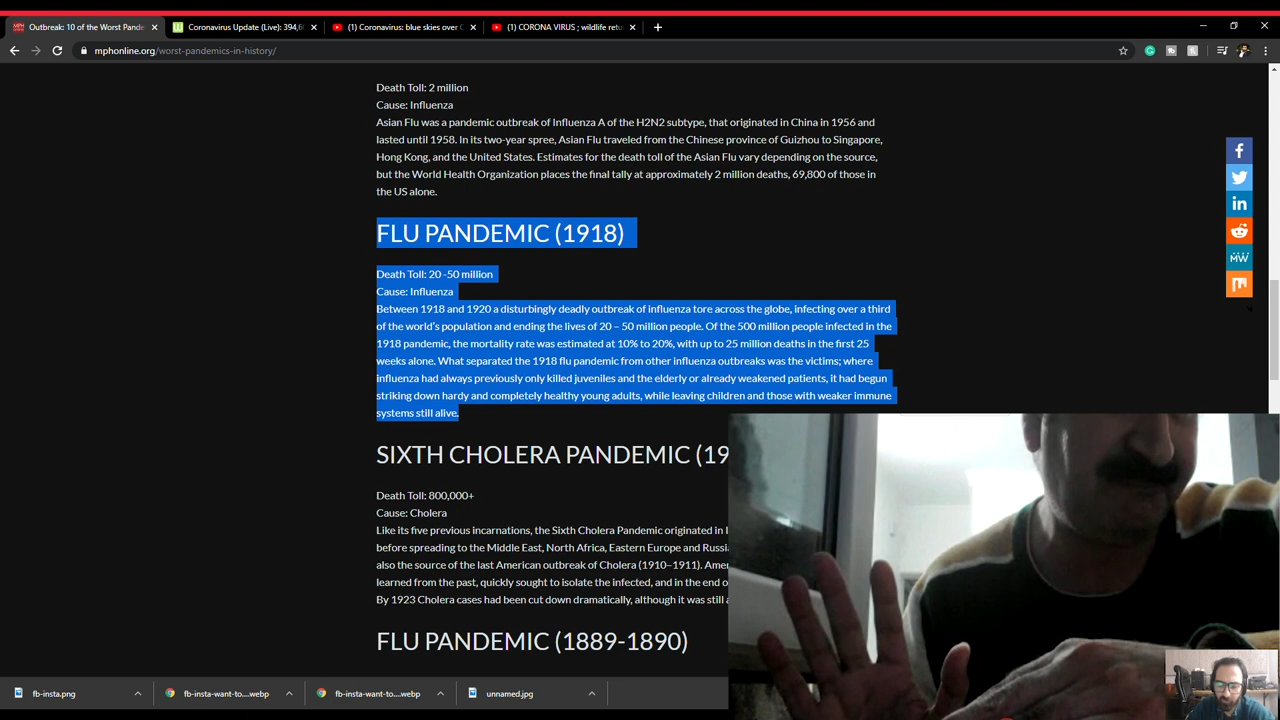 Outbreak: 10 of the Worst Pande
Coronavirus Update (Live): 394,6
(1) Coronavirus: blue skies over C
(1) CORONA VIRUS ; wildlife retu
mphonline.org/worst-pandemics-in-history/
Death Toll: 2 million
Cause: Influenza
Asian Flu was a pandemic outbreak of Influenza A of the H2N2 subtype, that originated in China in 1956 and
lasted until 1958. In its two-year spree, Asian Flu traveled from the Chinese province of Guizhou to Singapore,
Hong Kong, and the United States. Estimates for the death toll of the Asian Flu vary depending on the source,
but the World Health Organization places the final tally at approximately 2 million deaths, 69,800 of those in
the US alone.
FLU PANDEMIC (1918)
Death Toll: 20 -50 million
Cause: Influenza
Between 1918 and 1920 a disturbingly deadly outbreak of influenza tore across the globe, infecting over a third
of the world's population and ending the lives of 20 – 50 million people. Of the 500 million people infected in the
1918 pandemic, the mortality rate was estimated at 10% to 20%, with up to 25 million deaths in the first 25
weeks alone. What separated the 1918 flu pandemic from other influenza outbreaks was the victims; where
influenza had always previously only killed juveniles and the elderly or already weakened patients, it had begun
striking down hardy and completely healthy young adults, while leaving children and those with weaker immune
systems still alive.
SIXTH CHOLERA PANDEMIC (19
Death Toll: 800,000+
Cause: Cholera
Like its five previous incarnations, the Sixth Cholera Pandemic originated in I
before spreading to the Middle East, North Africa, Eastern Europe and Russia
also the source of the last American outbreak of Cholera (1910–1911). Amer
learned from the past, quickly sought to isolate the infected, and in the end o
By 1923 Cholera cases had been cut down dramatically, although it was still a
FLU PANDEMIC (1889-1890)
MW
fb-insta.png
fb-insta-want-to....webp
fb-insta-want-to....webp
unnamed.jpg